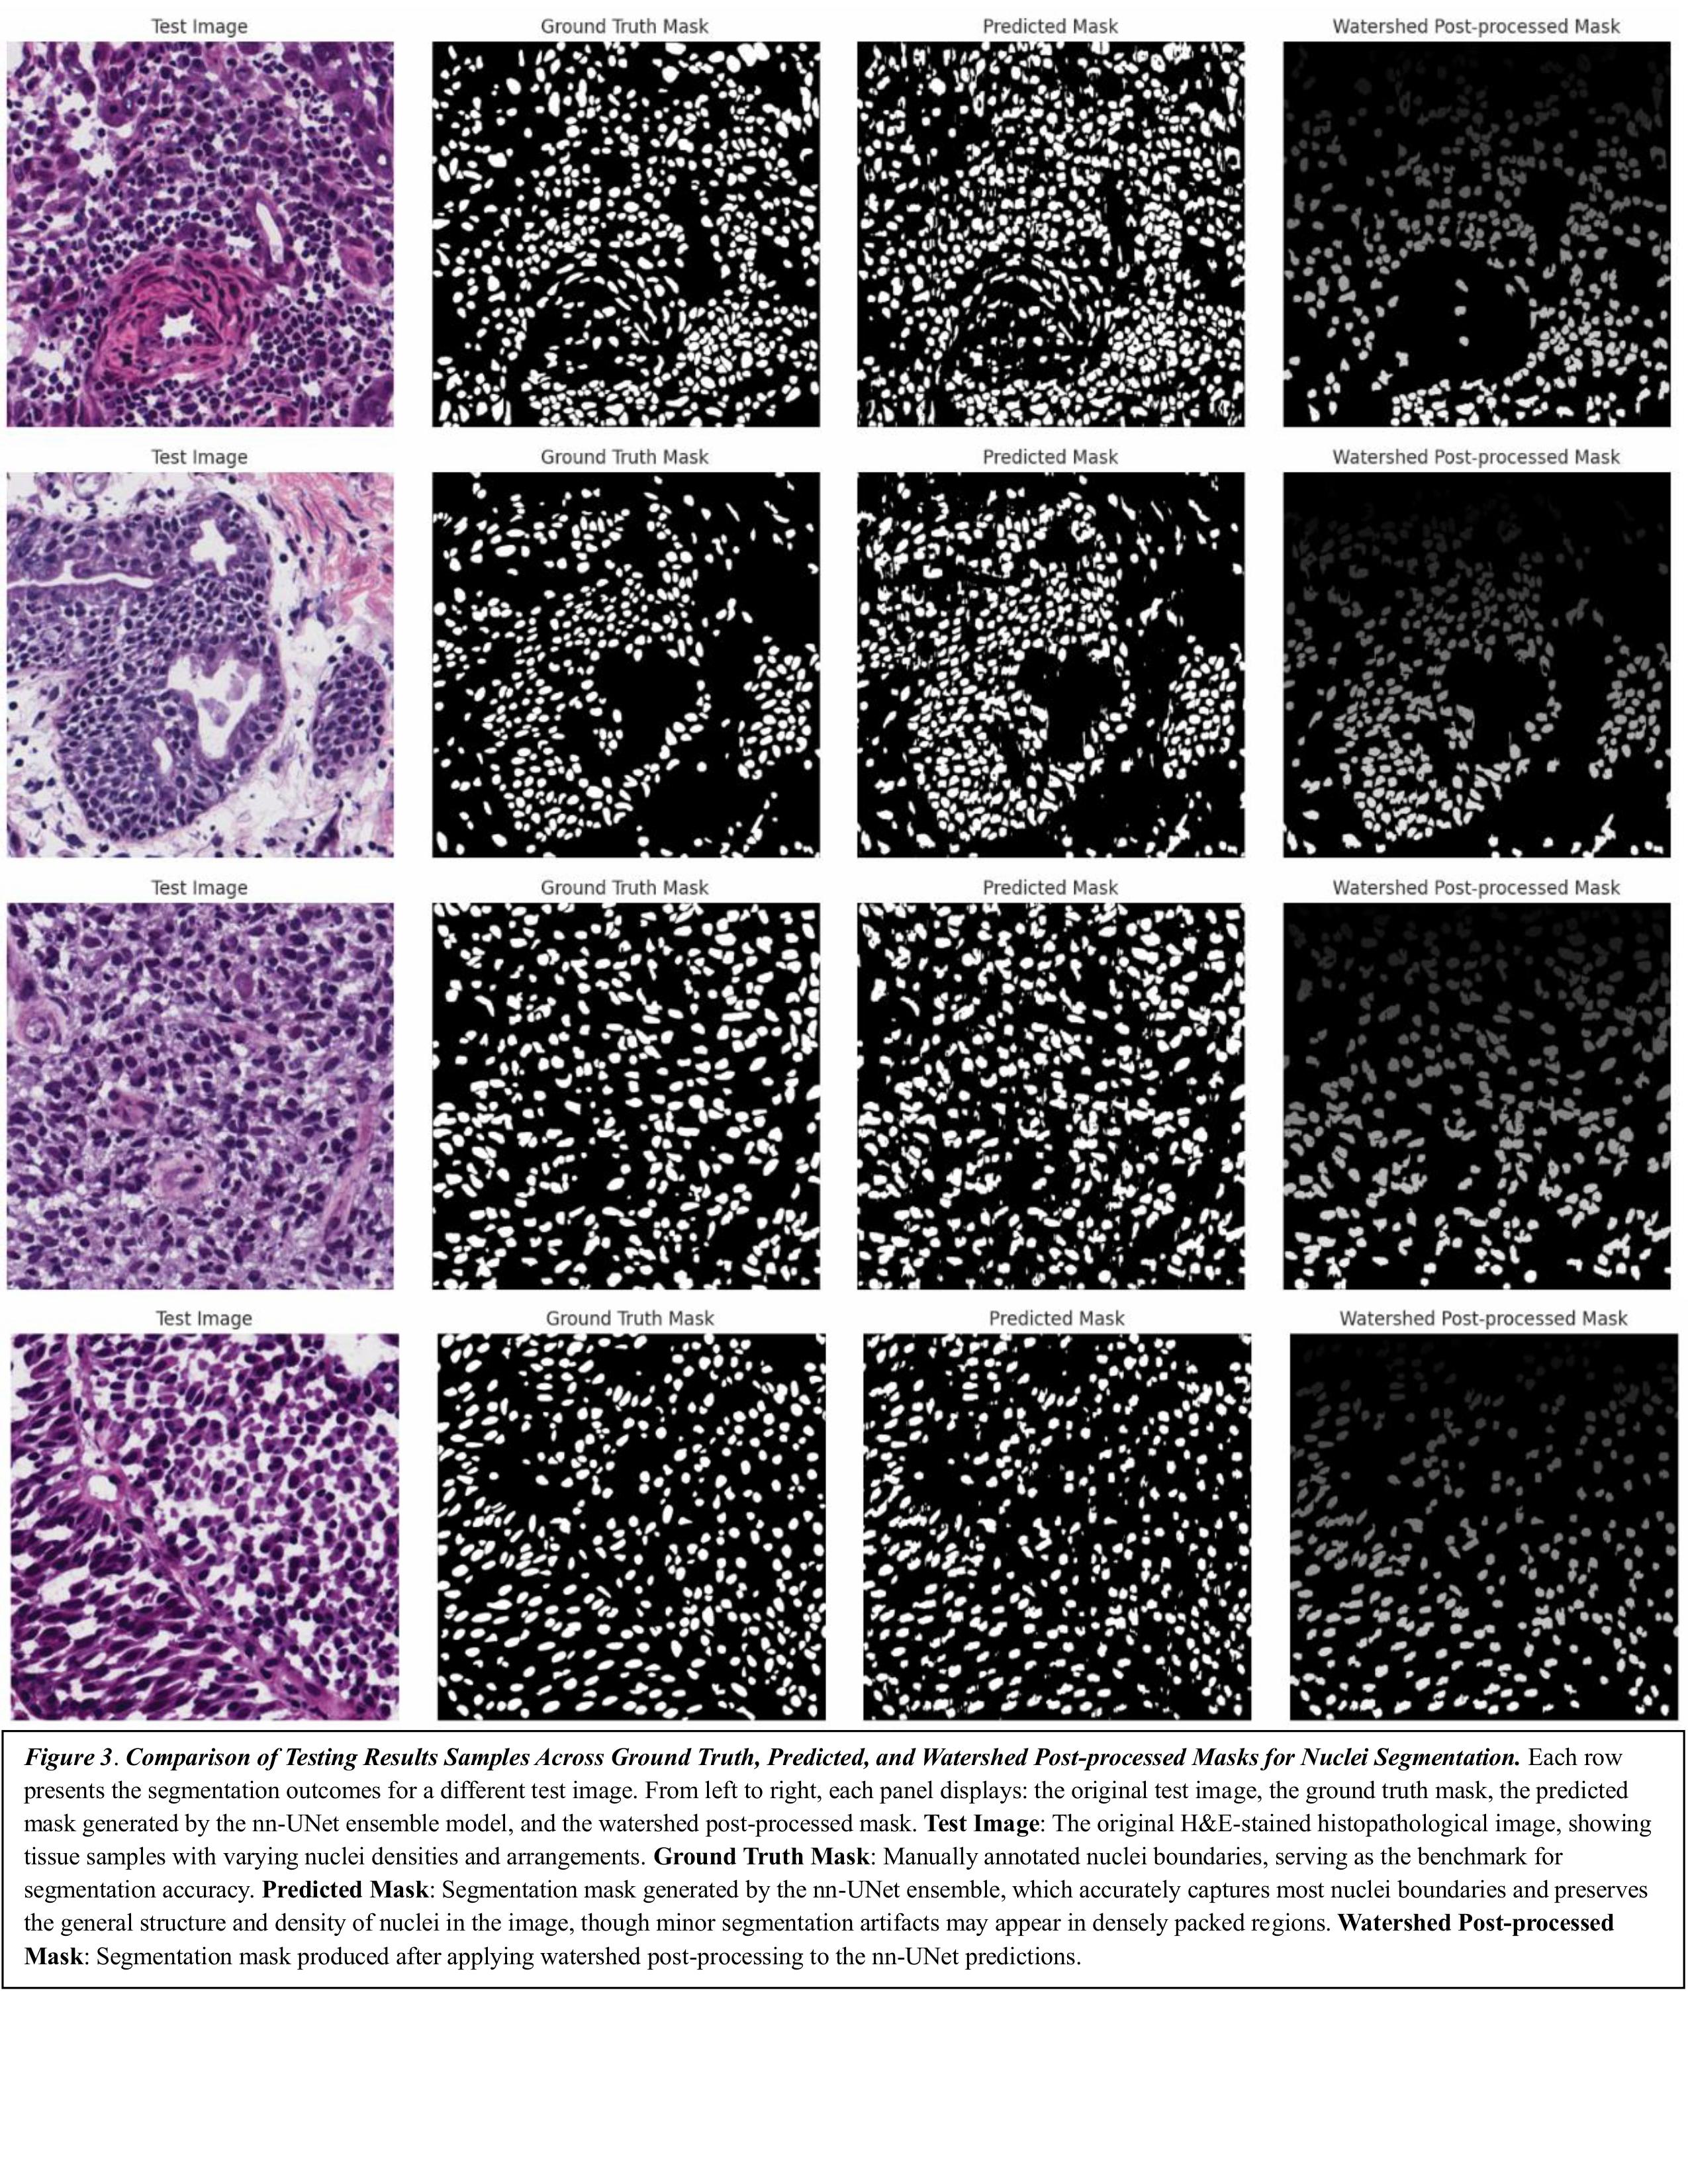 Test Image Ground Truth Mask Predicted Mask Watershed Post-processed Mask
Test Image Ground Truth Mask Predicted Mask Watershed Post-processed Mask
Test Image Ground Truth Mask Predicted Mask Watershed Post-processed Mask
Test Image Ground Truth Mask Predicted Mask Watershed Post-processed Mask
Figure 3. Comparison of Testing Results Samples Across Ground Truth, Predicted, and Watershed Post-processed Masks for Nuclei Segmentation. Each row
presents the segmentation outcomes for a different test image. From left to right, each panel displays: the original test image, the ground truth mask, the predicted
mask generated by the nn-UNet ensemble model, and the watershed post-processed mask. Test Image: The original H&E-stained histopathological image, showing
tissue samples with varying nuclei densities and arrangements. Ground Truth Mask: Manually annotated nuclei boundaries, serving as the benchmark for
segmentation accuracy. Predicted Mask: Segmentation mask generated by the nn-UNet ensemble, which accurately captures most nuclei boundaries and preserves
the general structure and density of nuclei in the image, though minor segmentation artifacts may appear in densely packed regions. Watershed Post-processed
Mask: Segmentation mask produced after applying watershed post-processing to the nn-UNet predictions.